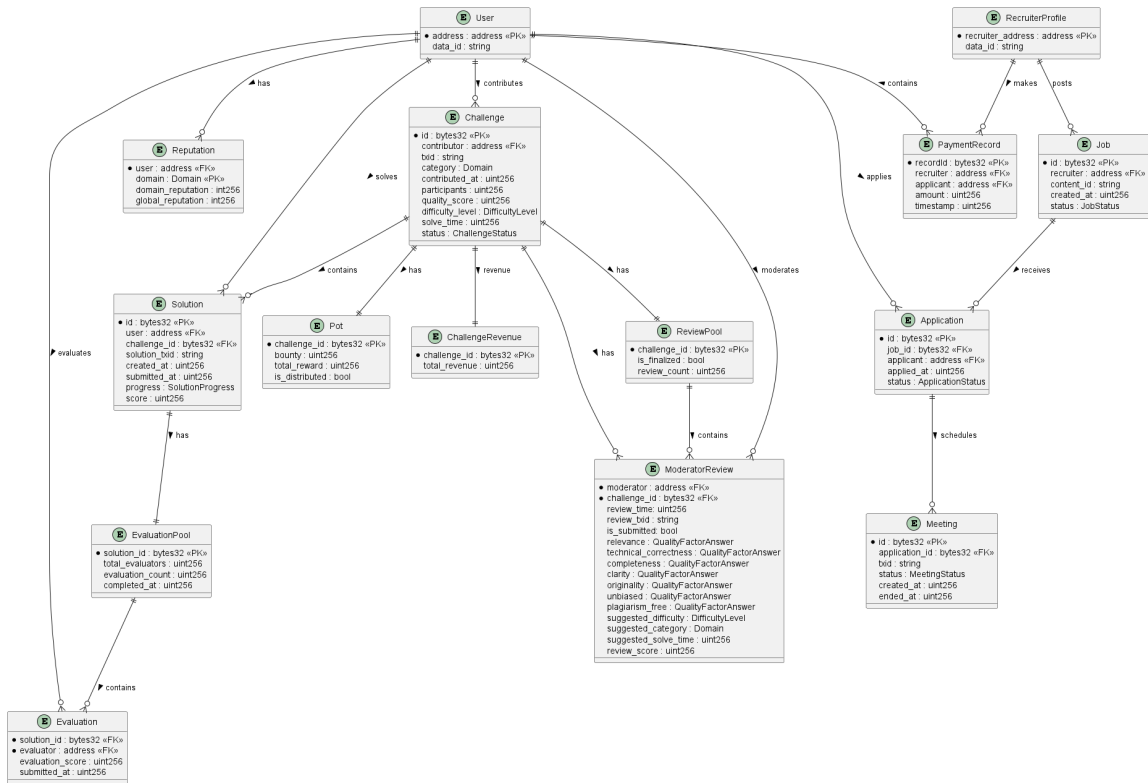 E User
address : address «PK»
data_id : string
E RecruiterProfile
recruiter_address : address «PK»
data_id : string
has
contributes
contains
makes
posts
E Reputation
user : address «FK»
domain : Domain «PK»
domain_reputation : int256
global_reputation : int256
E Challenge
id : bytes32 «PK»
contributor : address «FK»
txid : string
category : Domain
contributed_at : uint256
participants : uint256
quality_score : uint256
difficulty_level : DifficultyLevel
solve_time : uint256
status : ChallengeStatus
E PaymentRecord
recordId : bytes32 «PK»
recruiter : address «FK»
applicant : address «FK»
amount : uint256
timestamp : uint256
E Job
id : bytes32 «PK»
recruiter : address «FK»
content_id : string
created_at : uint256
status : JobStatus
solves
applies
contains
has
revenue
has
moderates
receives
E Solution
id : bytes32 «PK»
user : address «FK»
challenge_id : bytes32 «FK»
solution_txid : string
created_at : uint256
submitted_at : uint256
progress : SolutionProgress
score : uint256
E Pot
challenge_id : bytes32 «PK»
bounty : uint256
total_reward : uint256
is_distributed : bool
E ChallengeRevenue
challenge_id : bytes32 «PK»
total_revenue : uint256
E ReviewPool
challenge_id : bytes32 «PK»
is_finalized : bool
review_count : uint256
E Application
id : bytes32 «PK»
job_id : bytes32 «FK»
applicant : address «FK»
applied_at : uint256
status : ApplicationStatus
evaluates
has
has
contains
schedules
E ModeratorReview
moderator : address «FK»
challenge_id : bytes32 «FK»
review_time: uint256
review_txid : string
is_submitted: bool
relevance : QualityFactorAnswer
technical_correctness : QualityFactorAnswer
completeness : QualityFactorAnswer
clarity : QualityFactorAnswer
originality : QualityFactorAnswer
unbiased : QualityFactorAnswer
plagiarism_free : QualityFactorAnswer
suggested_difficulty : DifficultyLevel
suggested_category : Domain
suggested_solve_time : uint256
review_score : uint256
E EvaluationPool
solution_id : bytes32 «PK»
total_evaluators : uint256
evaluation_count : uint256
completed_at : uint256
E Meeting
id : bytes32 «PK»
application_id : bytes32 «FK»
txid : string
status : MeetingStatus
created_at : uint256
ended_at : uint256
contains
E Evaluation
solution_id : bytes32 «FK»
evaluator : address «FK»
evaluation_score : uint256
submitted_at : uint256